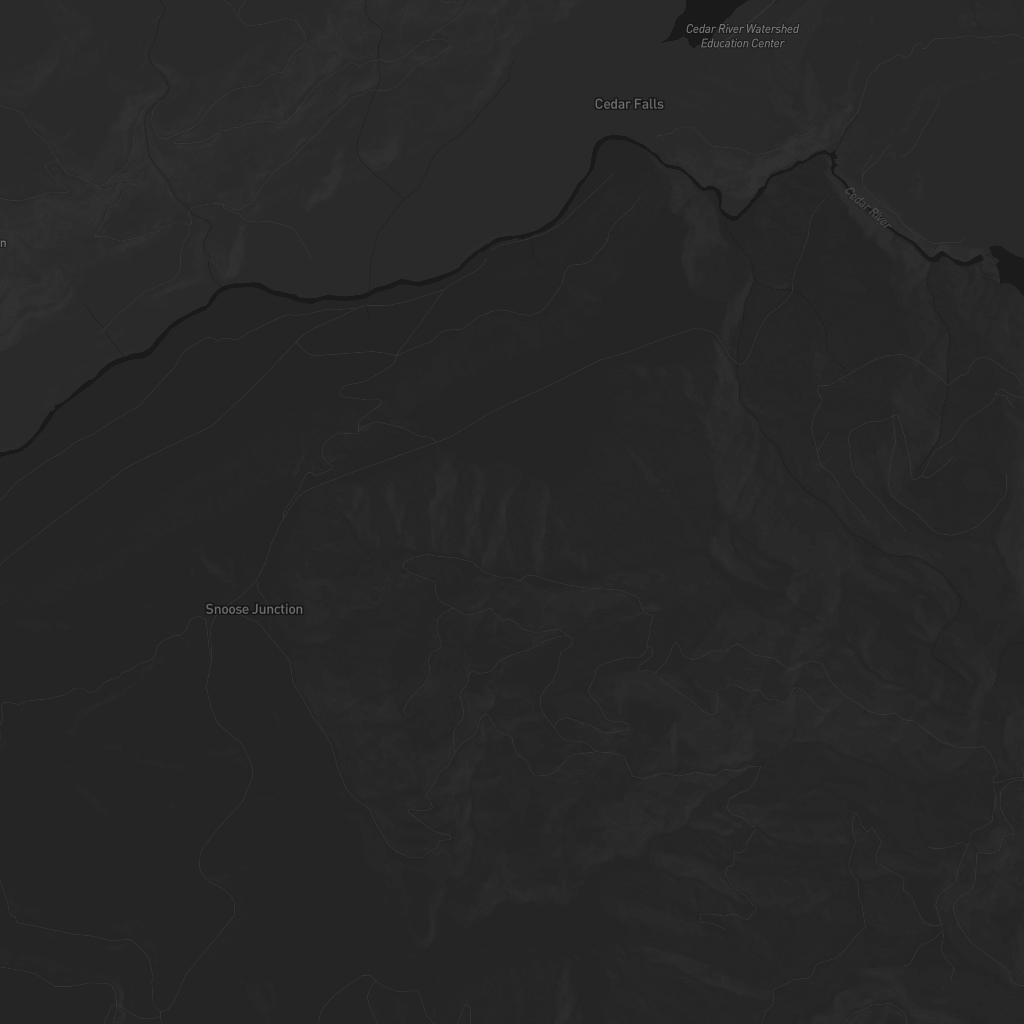 Cedar River Watershed
Education Center
Cedar Falls
Cedar River
n
Snoose Junction